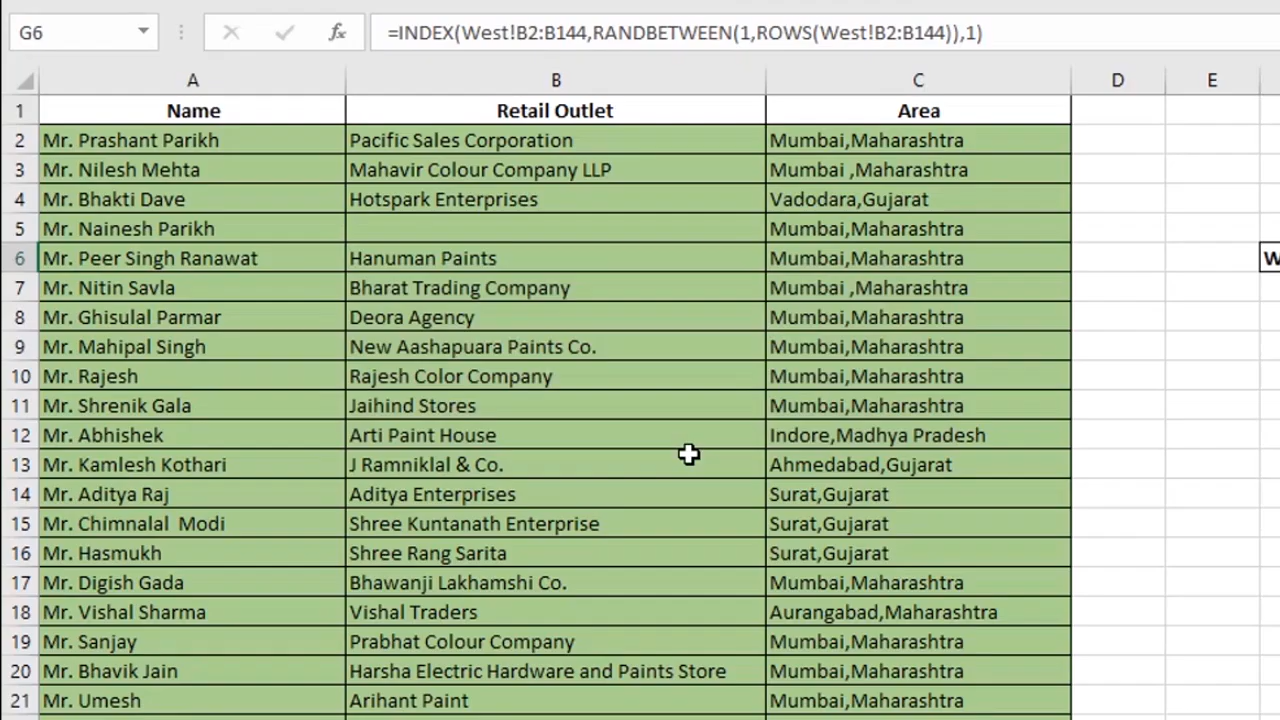 G6 fx =INDEX(West!B2:B144,RANDBETWEEN(1,ROWS(West!B2:B144)),1)
A B C D E
1 Name Retail Outlet Area
2 Mr. Prashant Parikh Pacific Sales Corporation Mumbai,Maharashtra
3 Mr. Nilesh Mehta Mahavir Colour Company LLP Mumbai ,Maharashtra
4 Mr. Bhakti Dave Hotspark Enterprises Vadodara,Gujarat
5 Mr. Nainesh Parikh Mumbai,Maharashtra
6 Mr. Peer Singh Ranawat Hanuman Paints Mumbai,Maharashtra W
7 Mr. Nitin Savla Bharat Trading Company Mumbai ,Maharashtra
8 Mr. Ghisulal Parmar Deora Agency Mumbai,Maharashtra
9 Mr. Mahipal Singh New Aashapuara Paints Co. Mumbai,Maharashtra
10 Mr. Rajesh Rajesh Color Company Mumbai,Maharashtra
11 Mr. Shrenik Gala Jaihind Stores Mumbai,Maharashtra
12 Mr. Abhishek Arti Paint House Indore,Madhya Pradesh
13 Mr. Kamlesh Kothari J Ramniklal & Co. Ahmedabad,Gujarat
14 Mr. Aditya Raj Aditya Enterprises Surat,Gujarat
15 Mr. Chimnalal  Modi Shree Kuntanath Enterprise Surat,Gujarat
16 Mr. Hasmukh Shree Rang Sarita Surat,Gujarat
17 Mr. Digish Gada Bhawanji Lakhamshi Co. Mumbai,Maharashtra
18 Mr. Vishal Sharma Vishal Traders Aurangabad,Maharashtra
19 Mr. Sanjay Prabhat Colour Company Mumbai,Maharashtra
20 Mr. Bhavik Jain Harsha Electric Hardware and Paints Store Mumbai,Maharashtra
21 Mr. Umesh Arihant Paint Mumbai,Maharashtra